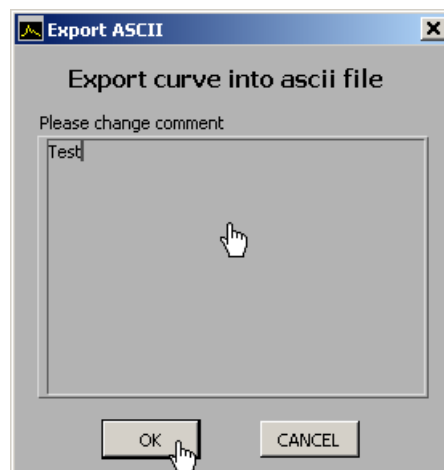 Export ASCII
Export curve into ascii file
Please change comment
Test
OK
CANCEL